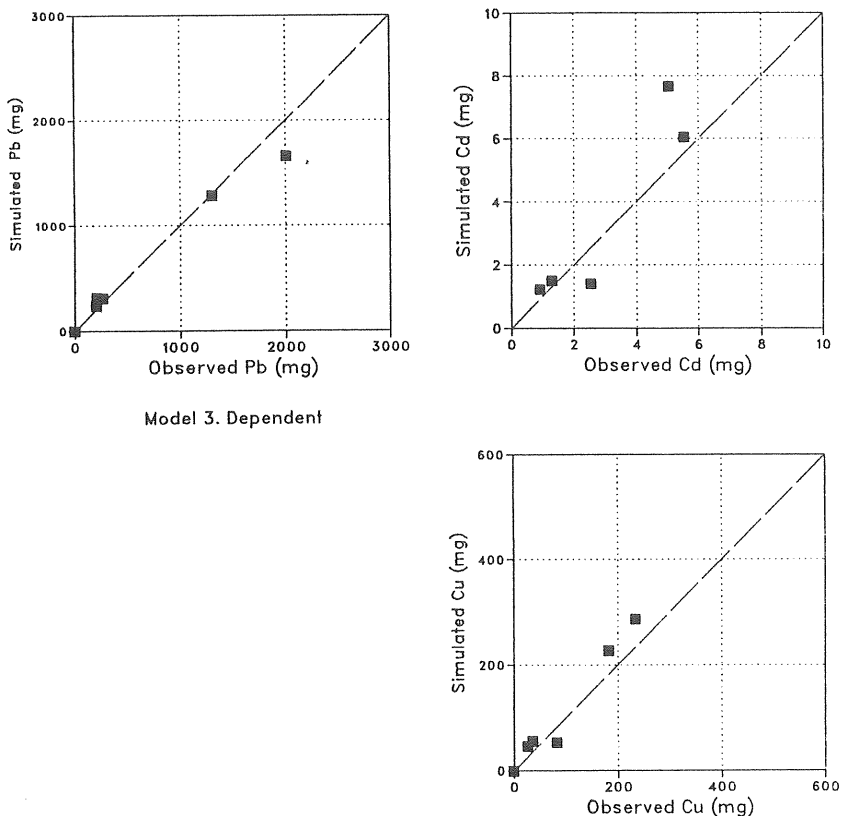 3000
2000
1000
0
Simulated Pb (mg)
0 1000 2000 3000
Observed Pb (mg)
Model 3. Dependent
10
8
6
4
2
0
Simulated Cd (mg)
0 2 4 6 8 10
Observed Cd (mg)
600
400
200
0
Simulated Cu (mg)
0 200 400 600
Observed Cu (mg)